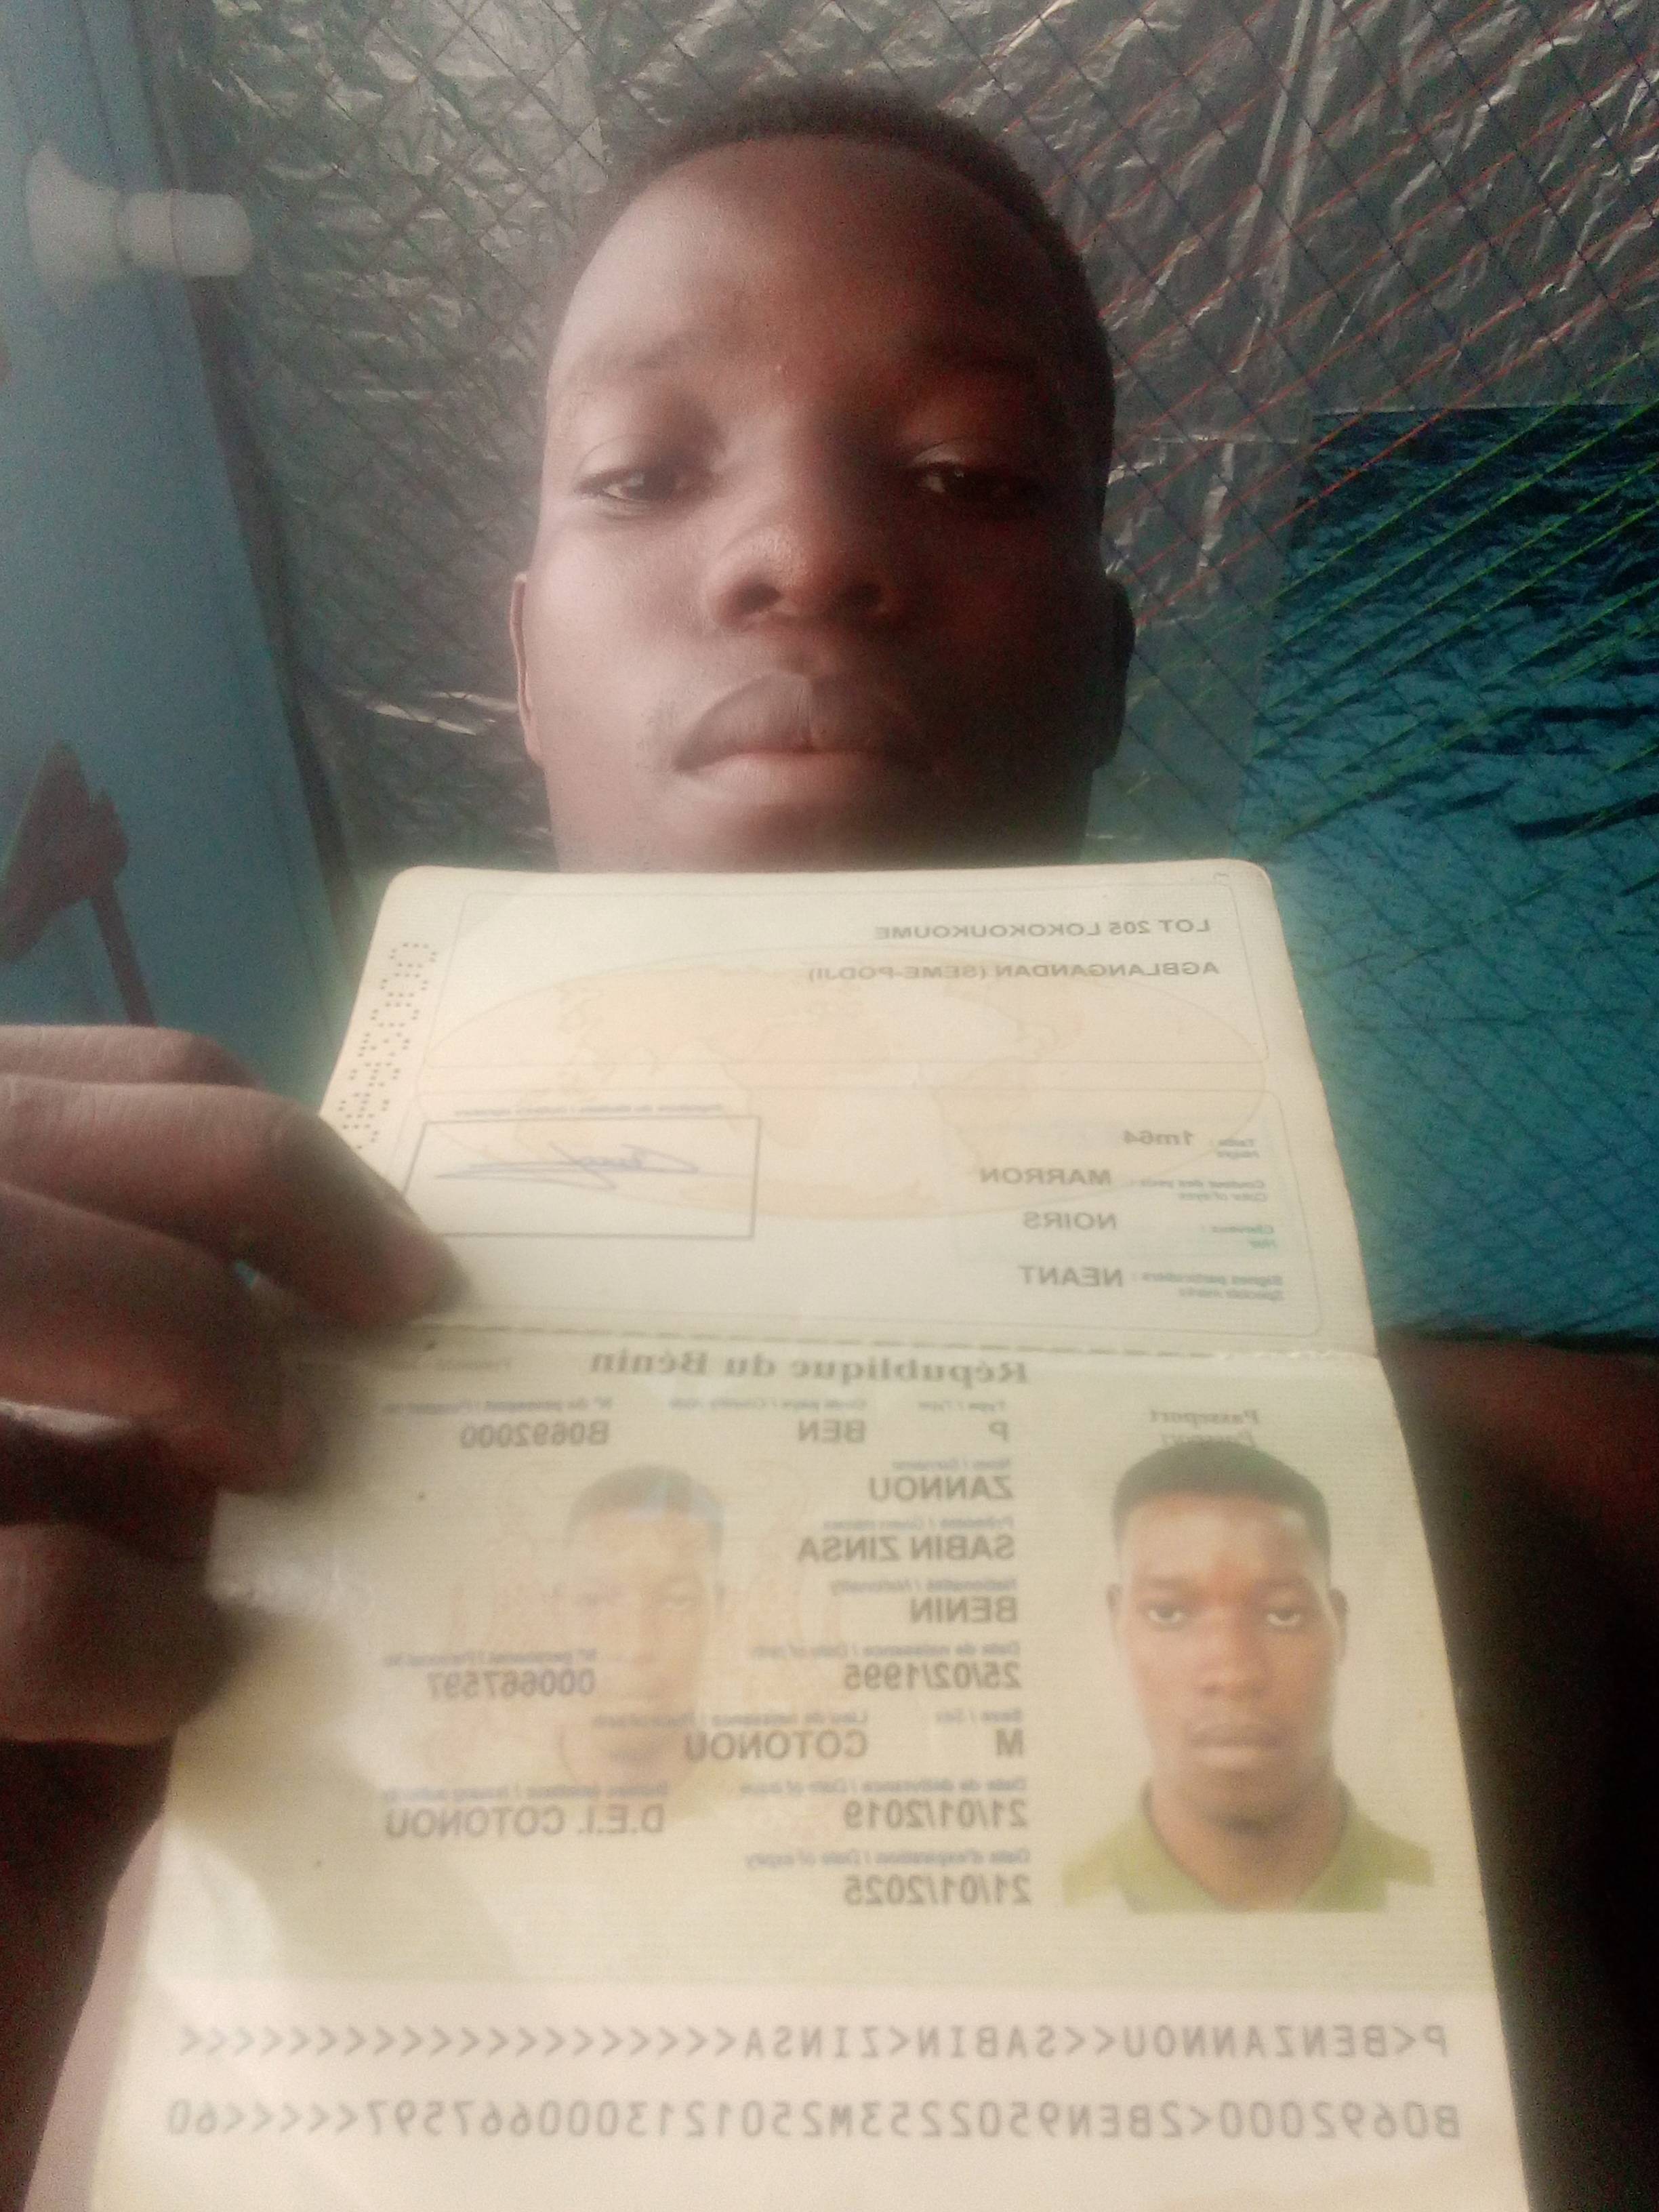 LOT 205 LOKOKOUKOUME
AGBLANGANDAN (SEME-PODJI)
Taille / 1m64
Height
Couleur des yeux / MARRON
Color of eyes
Cheveux / NOIRS
Hair
Signes particuliers / NEANT
Signature du titulaire / Holder's signature
République du Bénin
Passeport
Passport
Type / Type Code pays / Country code N° de passeport / Passport No
P BEN B0692000
Nom / Surname
ZANNOU
Prénoms / Given names
SABIN ZINSA
Nationalité / Nationality
BENIN
Date de naissance / Date of birth N° personnel / Personal No
25/02/1995 000667597
Sexe / Sex Lieu de naissance / Place of birth
M COTONOU
Date de délivrance / Date of issue
21/01/2019 D.E.I. COTONOU
Date d'expiration / Date of expiry
21/01/2025
P<BENZANNOU<<SABIN<ZINSA<<<<<<<<<<<<<<<<<<<<
B0692000<2BEN9502253M2501213000667597<<<<<60